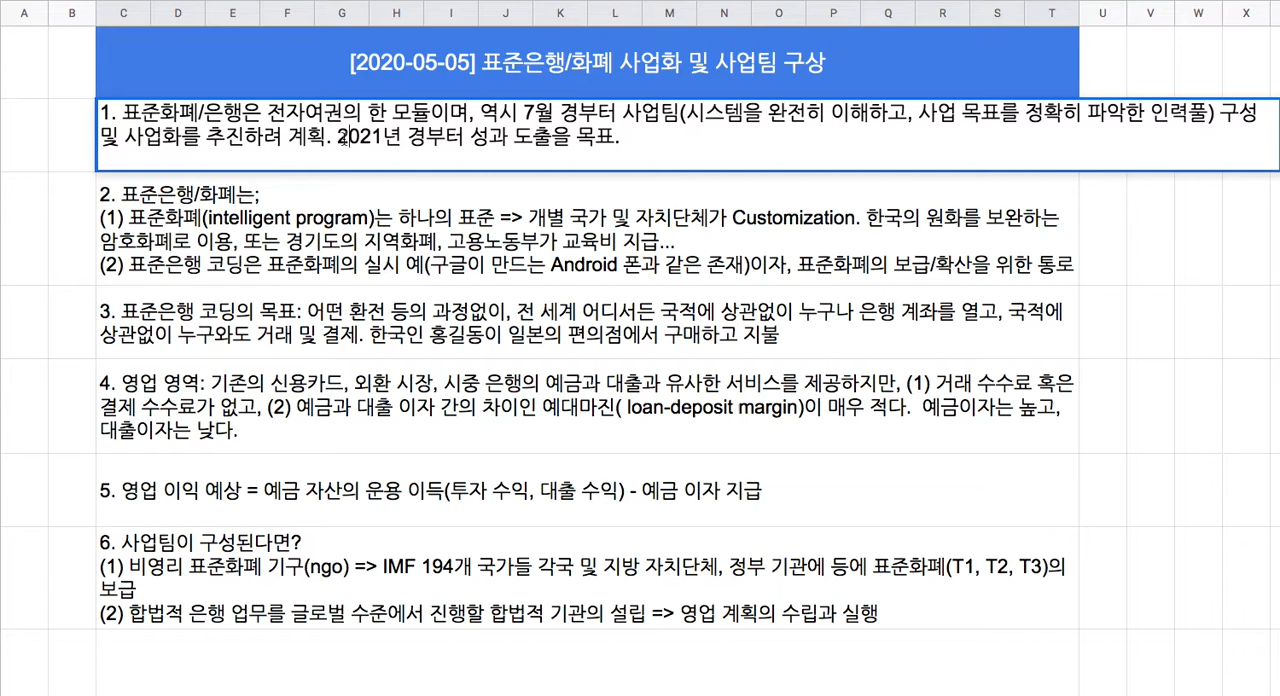 A B C D E F G H I J K L M N O P Q R S T U V W X
[2020-05-05] 표준은행/화폐 사업화 및 사업팀 구상
1. 표준화폐/은행은 전자여권의 한 모듈이며, 역시 7월 경부터 사업팀(시스템을 완전히 이해하고, 사업 목표를 정확히 파악한 인력풀) 구성
및 사업화를 추진하려 계획. 2021년 경부터 성과 도출을 목표.
2. 표준은행/화폐는;
(1) 표준화폐(intelligent program)는 하나의 표준 => 개별 국가 및 자치단체가 Customization. 한국의 원화를 보완하는
암호화폐로 이용, 또는 경기도의 지역화폐, 고용노동부가 교육비 지급...
(2) 표준은행 코딩은 표준화폐의 실시 예(구글이 만드는 Android 폰과 같은 존재)이자, 표준화폐의 보급/확산을 위한 통로
3. 표준은행 코딩의 목표: 어떤 환전 등의 과정없이, 전 세계 어디서든 국적에 상관없이 누구나 은행 계좌를 열고, 국적에
상관없이 누구와도 거래 및 결제. 한국인 홍길동이 일본의 편의점에서 구매하고 지불
4. 영업 영역: 기존의 신용카드, 외환 시장, 시중 은행의 예금과 대출과 유사한 서비스를 제공하지만, (1) 거래 수수료 혹은
결제 수수료가 없고, (2) 예금과 대출 이자 간의 차이인 예대마진( loan-deposit margin)이 매우 적다.  예금이자는 높고,
대출이자는 낮다.
5. 영업 이익 예상 = 예금 자산의 운용 이득(투자 수익, 대출 수익) - 예금 이자 지급
6. 사업팀이 구성된다면?
(1) 비영리 표준화폐 기구(ngo) => IMF 194개 국가들 각국 및 지방 자치단체, 정부 기관에 등에 표준화폐(T1, T2, T3)의
보급
(2) 합법적 은행 업무를 글로벌 수준에서 진행할 합법적 기관의 설립 => 영업 계획의 수립과 실행